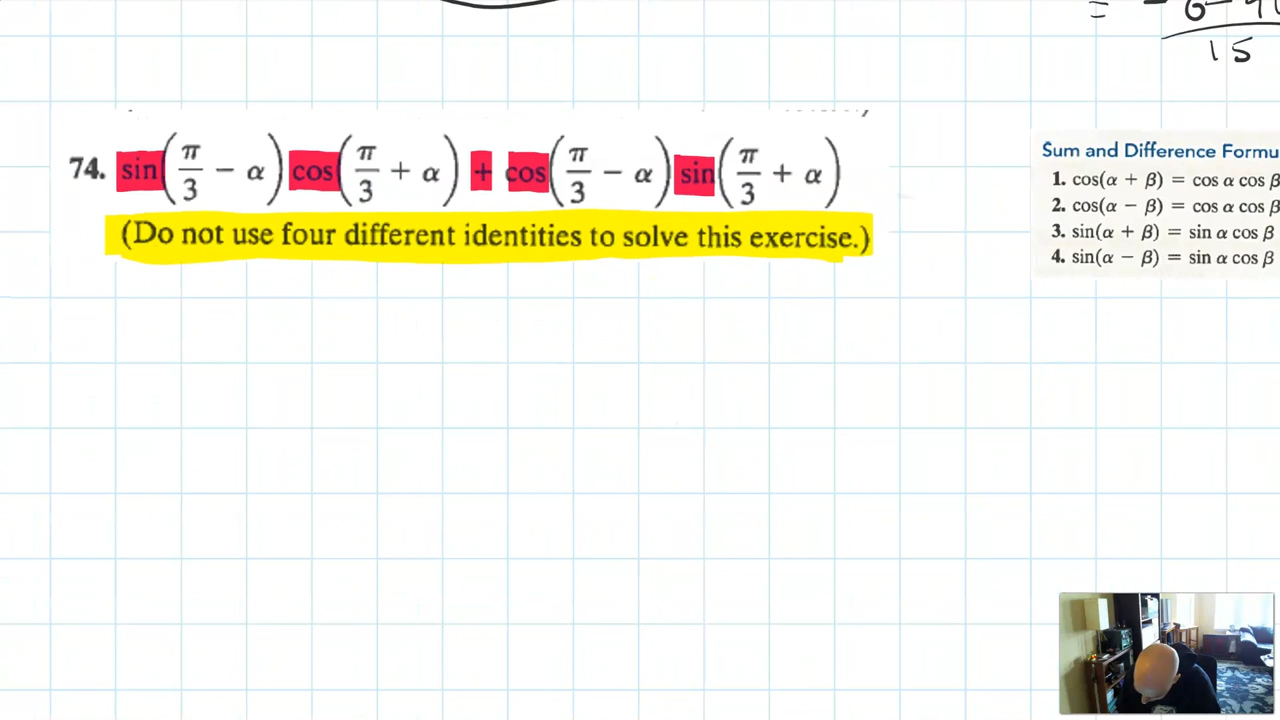 = - 6 - 4
15
74. sin(π/3 − α) cos(π/3 + α) + cos(π/3 − α) sin(π/3 + α)
(Do not use four different identities to solve this exercise.)
Sum and Difference Formu
1. cos(α + β) = cos α cos β
2. cos(α − β) = cos α cos β
3. sin(α + β) = sin α cos β
4. sin(α − β) = sin α cos β